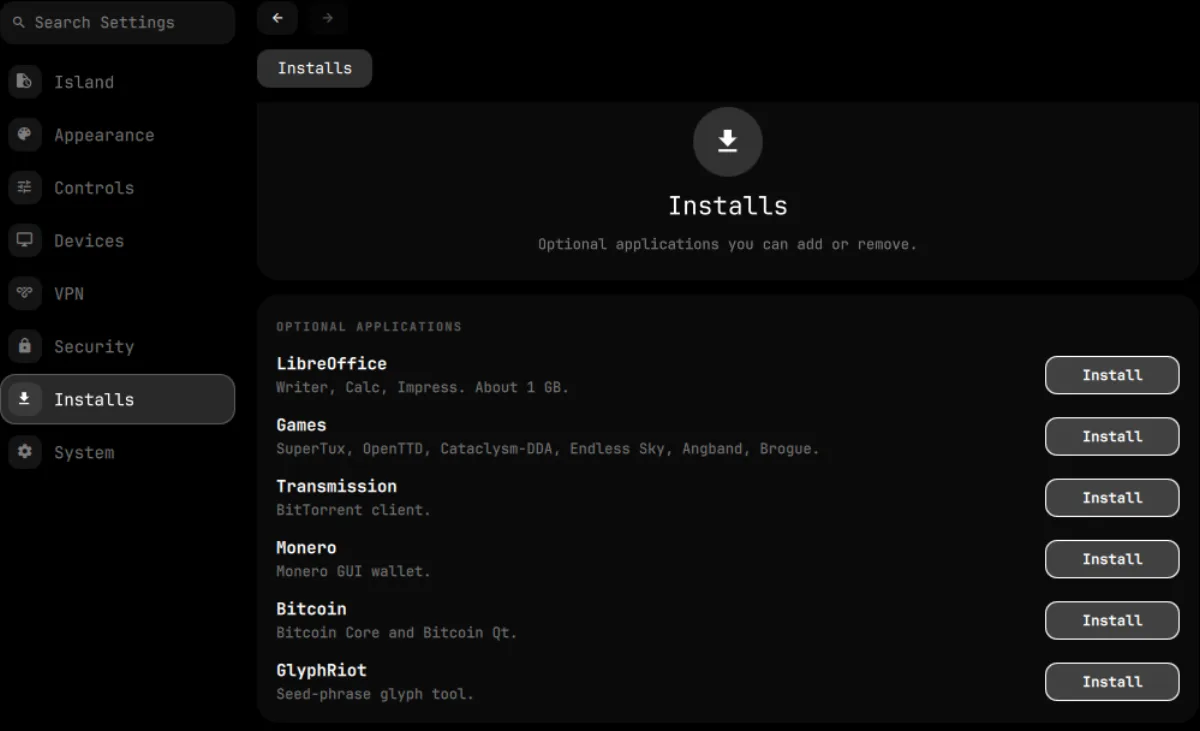 Search Settings
Island
Appearance
Controls
Devices
VPN
Security
Installs
System
Installs
Installs
Optional applications you can add or remove.
OPTIONAL APPLICATIONS
LibreOffice
Writer, Calc, Impress. About 1 GB.
Install
Games
SuperTux, OpenTTD, Cataclysm-DDA, Endless Sky, Angband, Brogue.
Install
Transmission
BitTorrent client.
Install
Monero
Monero GUI wallet.
Install
Bitcoin
Bitcoin Core and Bitcoin Qt.
Install
GlyphRiot
Seed-phrase glyph tool.
Install